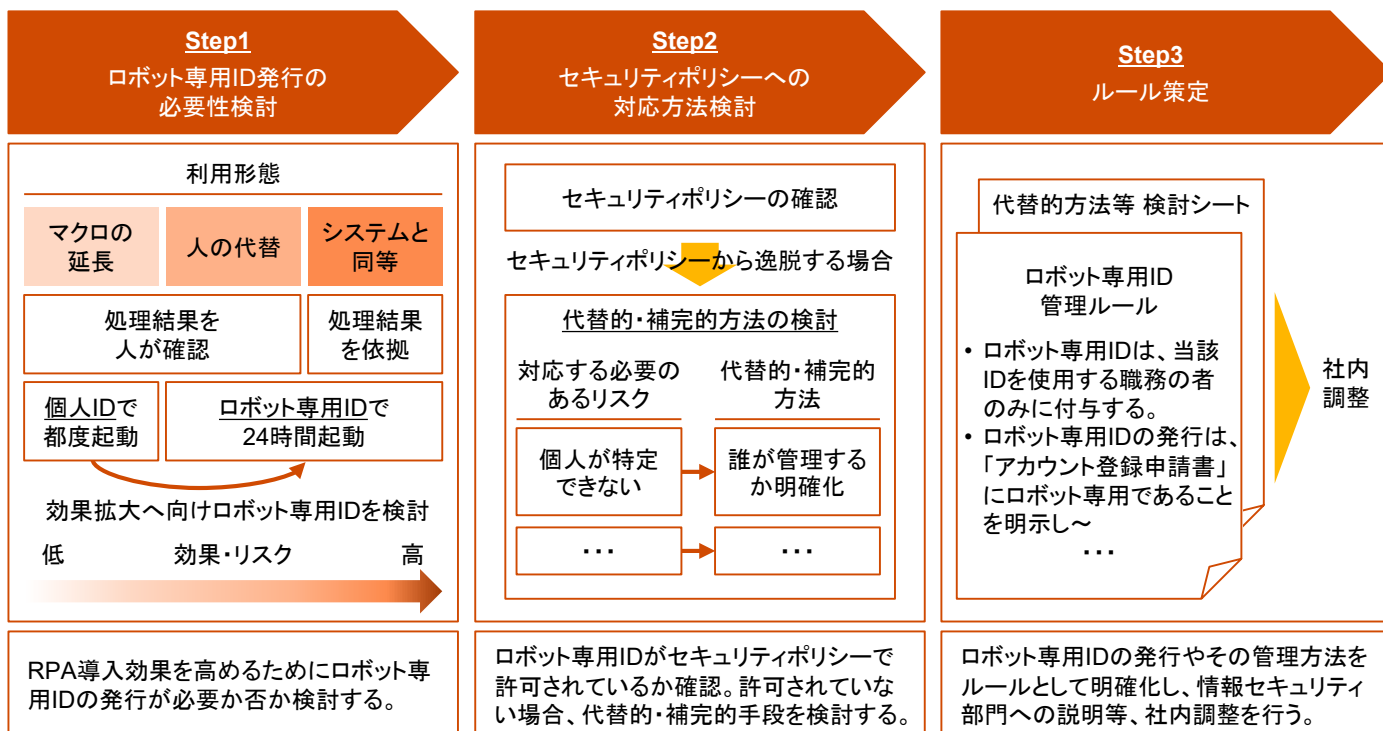 Step1
ロボット専用ID発行の
必要性検討
Step2
セキュリティポリシーへの
対応方法検討
Step3
ルール策定
利用形態
マクロの
延長
人の代替
システムと
同等
処理結果を
人が確認
処理結果
を依拠
個人IDで
都度起動
ロボット専用IDで
24時間起動
効果拡大へ向けロボット専用IDを検討
低 効果・リスク 高
RPA導入効果を高めるためにロボット専
用IDの発行が必要か否か検討する。
セキュリティポリシーの確認
セキュリティポリシーから逸脱する場合
代替的・補完的方法の検討
対応する必要の
あるリスク
代替的・補完的
方法
個人が特定
できない
誰が管理する
か明確化
・・・
・・・
ロボット専用IDがセキュリティポリシーで
許可されているか確認。許可されていな
い場合、代替的・補完的手段を検討する。
代替的方法等 検討シート
ロボット専用ID
管理ルール
• ロボット専用IDは、当該
IDを使用する職務の者
のみに付与する。
• ロボット専用IDの発行は、
「アカウント登録申請書」
にロボット専用であること
を明示し~
・・・
社内
調整
ロボット専用IDの発行やその管理方法を
ルールとして明確化し、情報セキュリティ
部門への説明等、社内調整を行う。